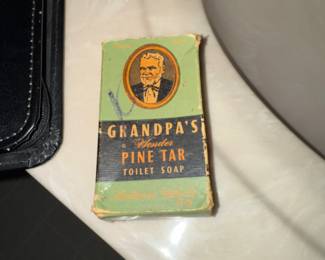 GRANDPA'S
Wonder
PINE TAR
TOILET SOAP